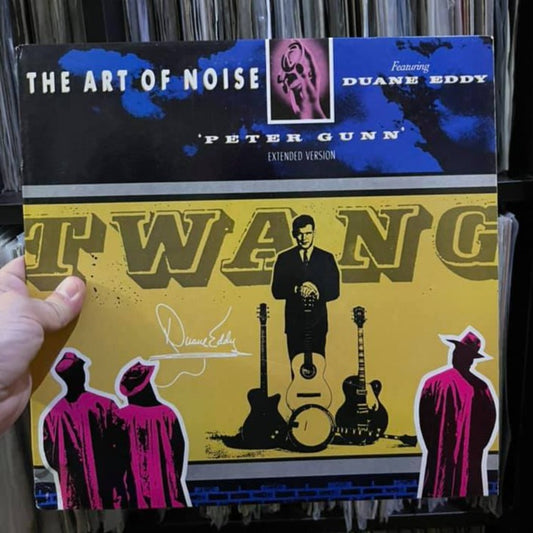 THE ART OF NOISE
Featuring
DUANE EDDY
'PETER GUNN'
EXTENDED VERSION
TWANG
Duane Eddy